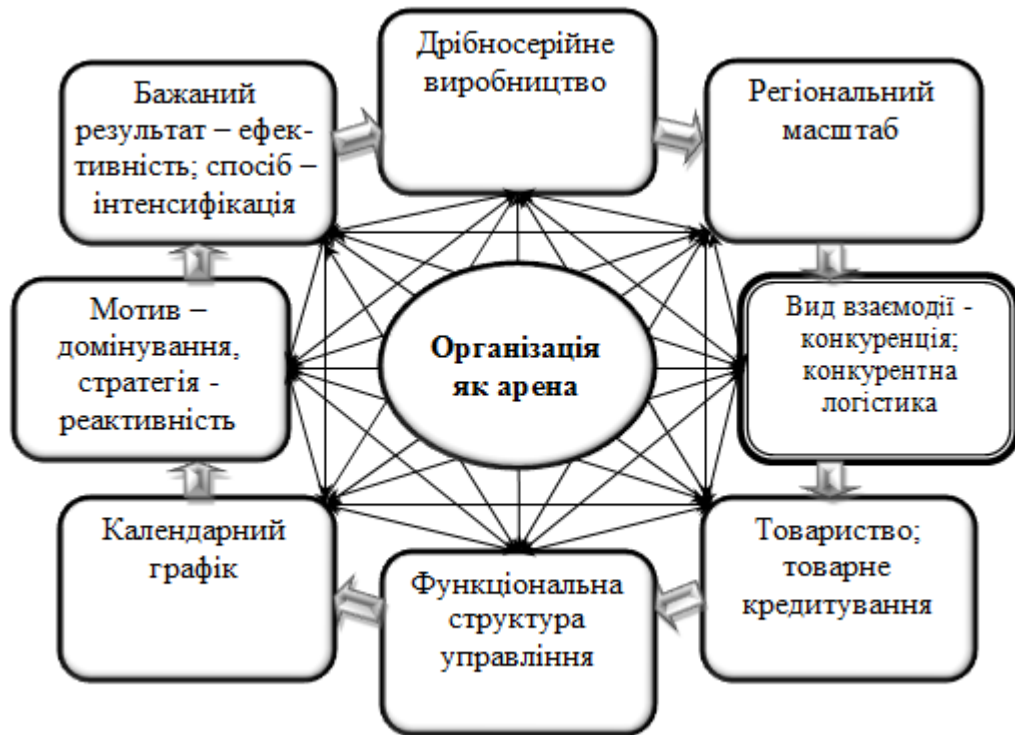 Дрібносерійне
виробництво
Регіональний
масштаб
Вид взаємодії -
конкуренція;
конкурентна
логістика
Товариство;
товарне
кредитування
Функціональна
структура
управління
Календарний
графік
Мотив –
домінування,
стратегія -
реактивність
Бажаний
результат – ефек-
тивність; спосіб –
інтенсифікація
Організація
як арена